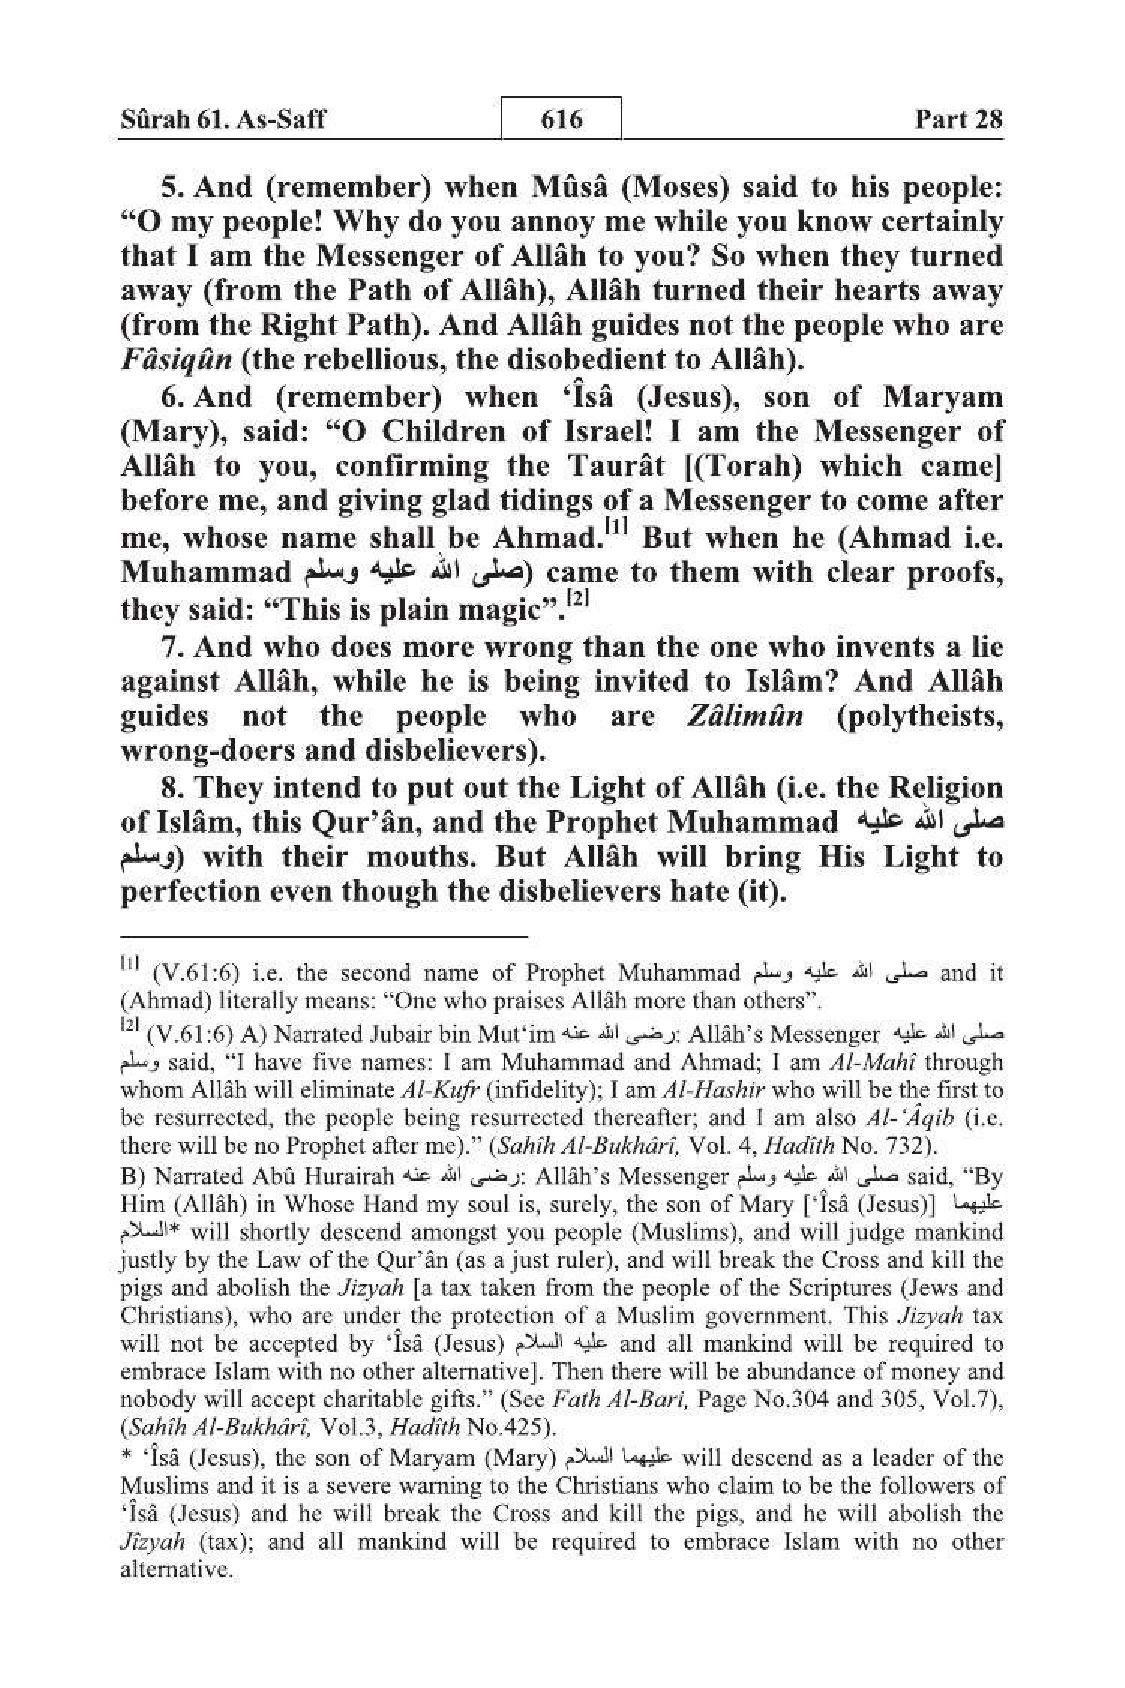 Sûrah 61. As-Saff 616 Part 28
5. And (remember) when Mûsâ (Moses) said to his people:
“O my people! Why do you annoy me while you know certainly
that I am the Messenger of Allâh to you? So when they turned
away (from the Path of Allâh), Allâh turned their hearts away
(from the Right Path). And Allâh guides not the people who are
Fâsiqûn (the rebellious, the disobedient to Allâh).
6. And (remember) when ‘Îsâ (Jesus), son of Maryam
(Mary), said: “O Children of Israel! I am the Messenger of
Allâh to you, confirming the Taurât [(Torah) which came]
before me, and giving glad tidings of a Messenger to come after
me, whose name shall be Ahmad.[1] But when he (Ahmad i.e.
Muhammad صلى الله عليه وسلم) came to them with clear proofs,
they said: “This is plain magic”.[2]
7. And who does more wrong than the one who invents a lie
against Allâh, while he is being invited to Islâm? And Allâh
guides not the people who are Zâlimûn (polytheists,
wrong-doers and disbelievers).
8. They intend to put out the Light of Allâh (i.e. the Religion
of Islâm, this Qur’ân, and the Prophet Muhammad صلى الله عليه
وسلم) with their mouths. But Allâh will bring His Light to
perfection even though the disbelievers hate (it).
[1] (V.61:6) i.e. the second name of Prophet Muhammad صلى الله عليه وسلم and it
(Ahmad) literally means: “One who praises Allâh more than others”.
[2] (V.61:6) A) Narrated Jubair bin Mut‘im رضى الله عنه: Allâh’s Messenger صلى الله عليه
وسلم said, “I have five names: I am Muhammad and Ahmad; I am Al-Mahî through
whom Allâh will eliminate Al-Kufr (infidelity); I am Al-Hashir who will be the first to
be resurrected, the people being resurrected thereafter; and I am also Al-‘Âqib (i.e.
there will be no Prophet after me).” (Sahîh Al-Bukhârî, Vol. 4, Hadîth No. 732).
B) Narrated Abû Hurairah رضى الله عنه: Allâh’s Messenger صلى الله عليه وسلم said, “By
Him (Allâh) in Whose Hand my soul is, surely, the son of Mary [‘Îsâ (Jesus)] عليهما
السلام* will shortly descend amongst you people (Muslims), and will judge mankind
justly by the Law of the Qur’ân (as a just ruler), and will break the Cross and kill the
pigs and abolish the Jizyah [a tax taken from the people of the Scriptures (Jews and
Christians), who are under the protection of a Muslim government. This Jizyah tax
will not be accepted by ‘Îsâ (Jesus) عليه السلام and all mankind will be required to
embrace Islam with no other alternative]. Then there will be abundance of money and
nobody will accept charitable gifts.” (See Fath Al-Bari, Page No.304 and 305, Vol.7),
(Sahîh Al-Bukhârî, Vol.3, Hadîth No.425).
* ‘Îsâ (Jesus), the son of Maryam (Mary) عليهما السلام will descend as a leader of the
Muslims and it is a severe warning to the Christians who claim to be the followers of
‘Îsâ (Jesus) and he will break the Cross and kill the pigs, and he will abolish the
Jîzyah (tax); and all mankind will be required to embrace Islam with no other
alternative.